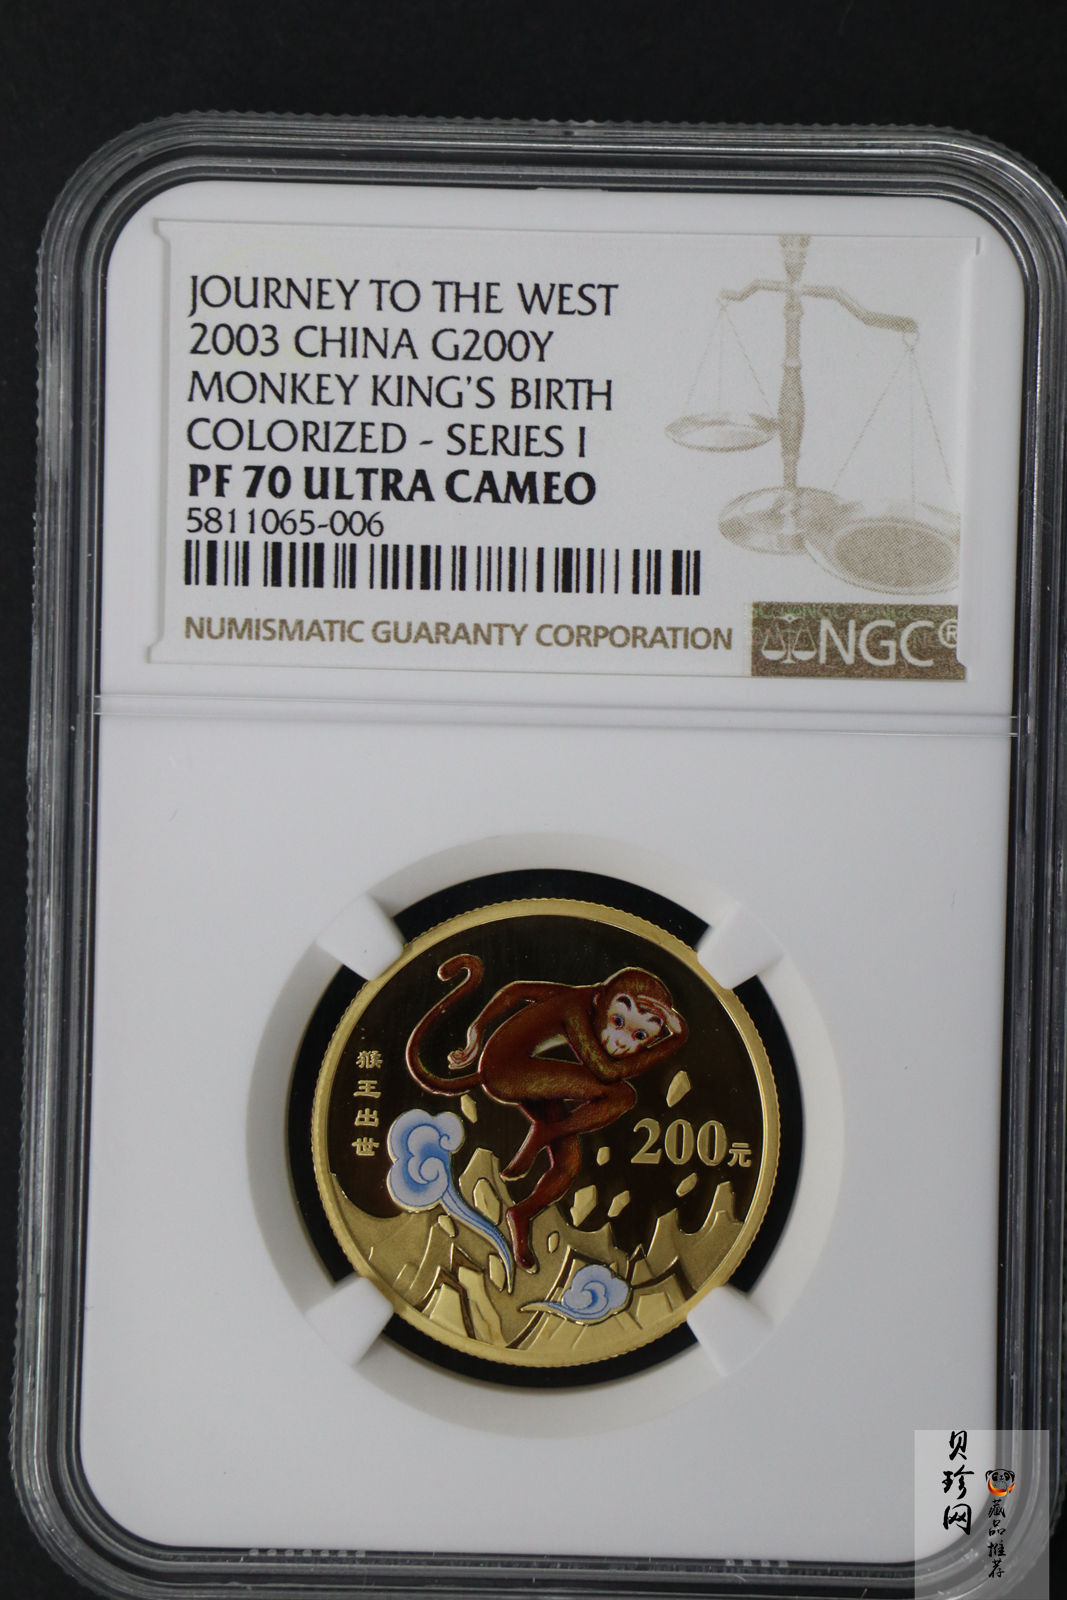 JOURNEY TO THE WEST
2003 CHINA G200Y
MONKEY KING'S BIRTH
COLORIZED - SERIES I
PF 70 ULTRA CAMEO
5811065-006
NUMISMATIC GUARANTY CORPORATION
NGC®
猴王出世
200元
贝珍网
藏品推荐